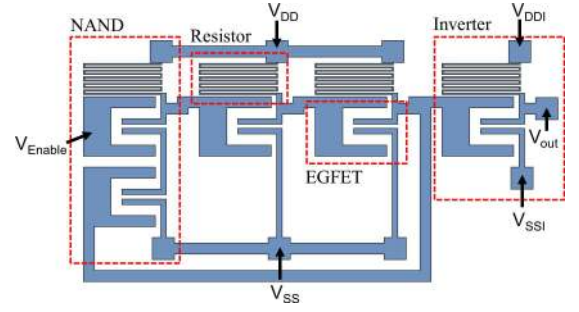 NAND
Resistor
V_DD
Inverter
V_DDI
V_Enable
V_out
EGFET
V_SSI
V_SS